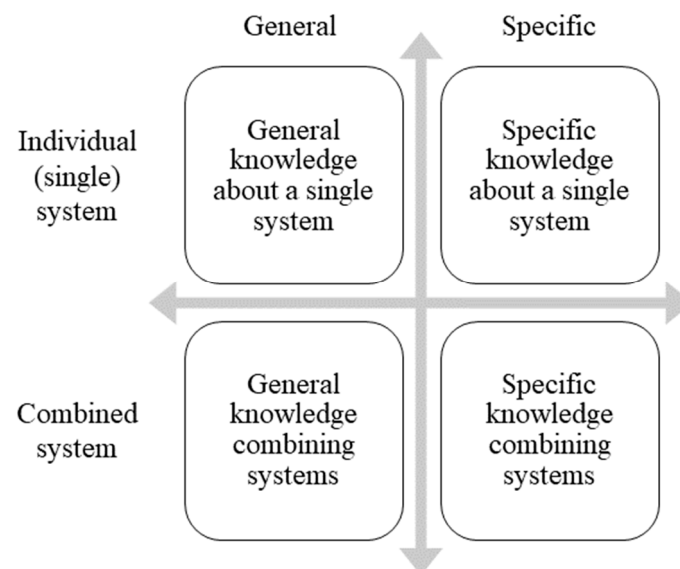 General
Specific
Individual
(single)
system
General
knowledge
about a single
system
Specific
knowledge
about a single
system
Combined
system
General
knowledge
combining
systems
Specific
knowledge
combining
systems